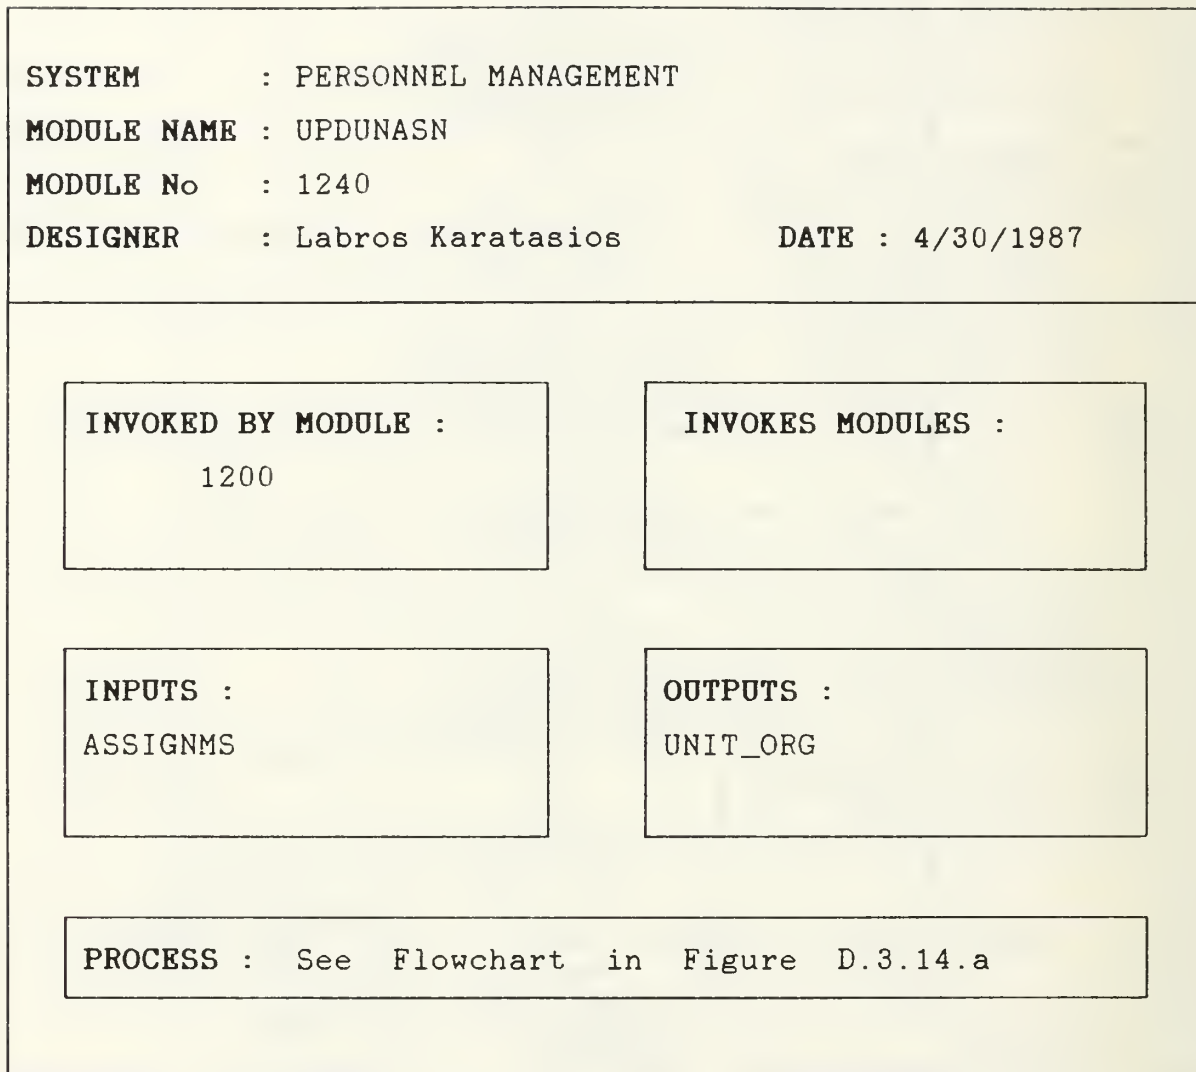 SYSTEM : PERSONNEL MANAGEMENT
MODULE NAME : UPDUNASN
MODULE No : 1240
DESIGNER : Labros Karatasios DATE : 4/30/1987
INVOKED BY MODULE :
1200
INVOKES MODULES :
INPUTS :
ASSIGNMS
OUTPUTS :
UNIT_ORG
PROCESS : See Flowchart in Figure D.3.14.a